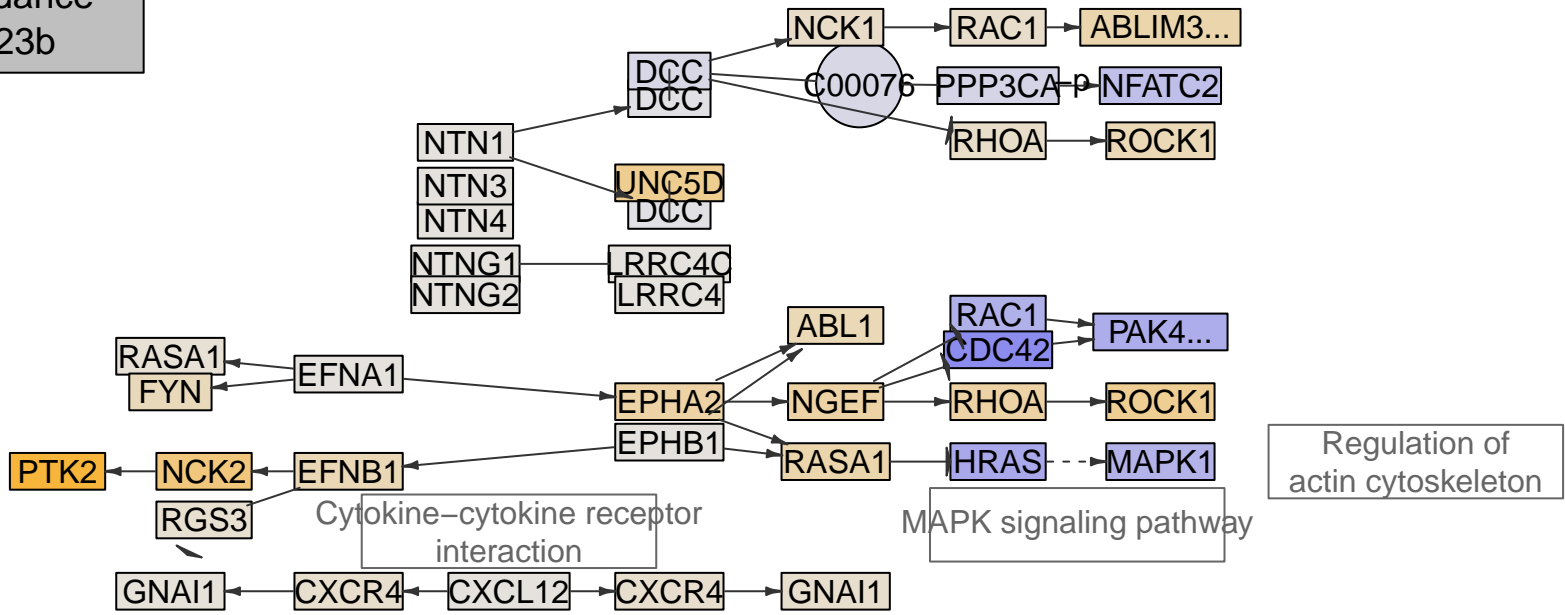 23b
NCK1
RAC1
ABLIM3...
DCC
DCC
C00076
PPP3CA
p
NFATC2
NTN1
RHOA
ROCK1
NTN3
UNC5D
NTN4
DCC
NTNG1
LRRC4C
NTNG2
LRRC4
ABL1
RAC1
PAK4...
RASA1
EFNA1
CDC42
FYN
EPHA2
NGEF
RHOA
ROCK1
EPHB1
PTK2
NCK2
EFNB1
RASA1
HRAS
MAPK1
Regulation of
actin cytoskeleton
RGS3
Cytokine–cytokine receptor
interaction
MAPK signaling pathway
GNAI1
CXCR4
CXCL12
CXCR4
GNAI1